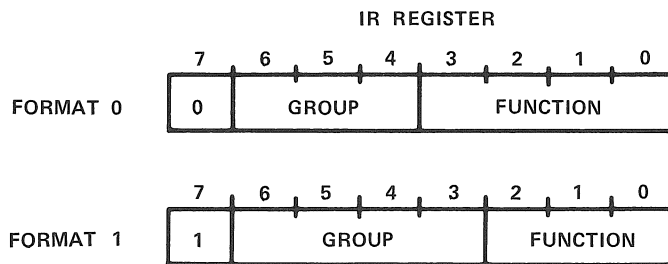 IR REGISTER
7 6 5 4 3 2 1 0
FORMAT 0 0 GROUP FUNCTION
7 6 5 4 3 2 1 0
FORMAT 1 1 GROUP FUNCTION